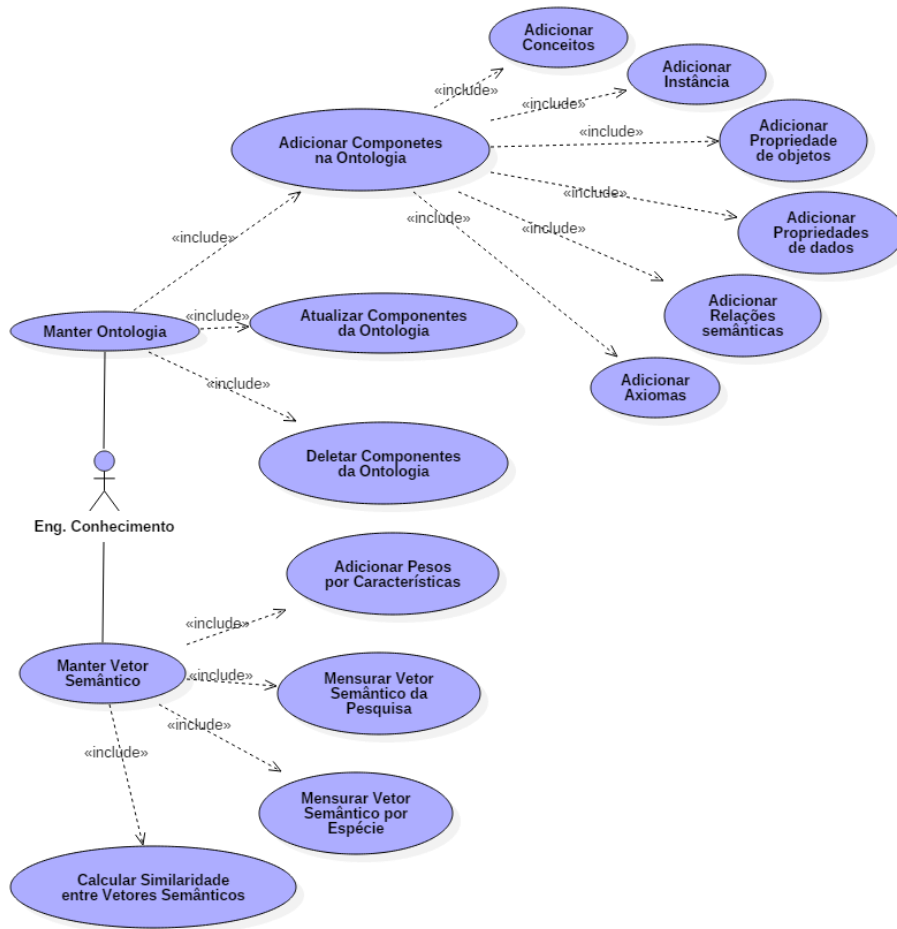 Adicionar
Conceitos
Adicionar
Instância
«include»
«include»
Adicionar
Propriedade
de objetos
«include»
Adicionar Componetes
na Ontologia
«include»
Adicionar
Propriedades
de dados
«include»
«include»
«include»
Adicionar
Relações
semânticas
Manter Ontologia
«include»
Atualizar Componentes
da Ontologia
Adicionar
Axiomas
«include»
Deletar Componentes
da Ontologia
Eng. Conhecimento
Adicionar Pesos
por Característificas
«include»
Manter Vetor
Semântico
«include»
Mensurar Vetor
Semântico da
Pesquisa
«include»
«include»
Mensurar Vetor
Semântico por
Espécie
Calcular Similaridade
entre Vetores Semânticos